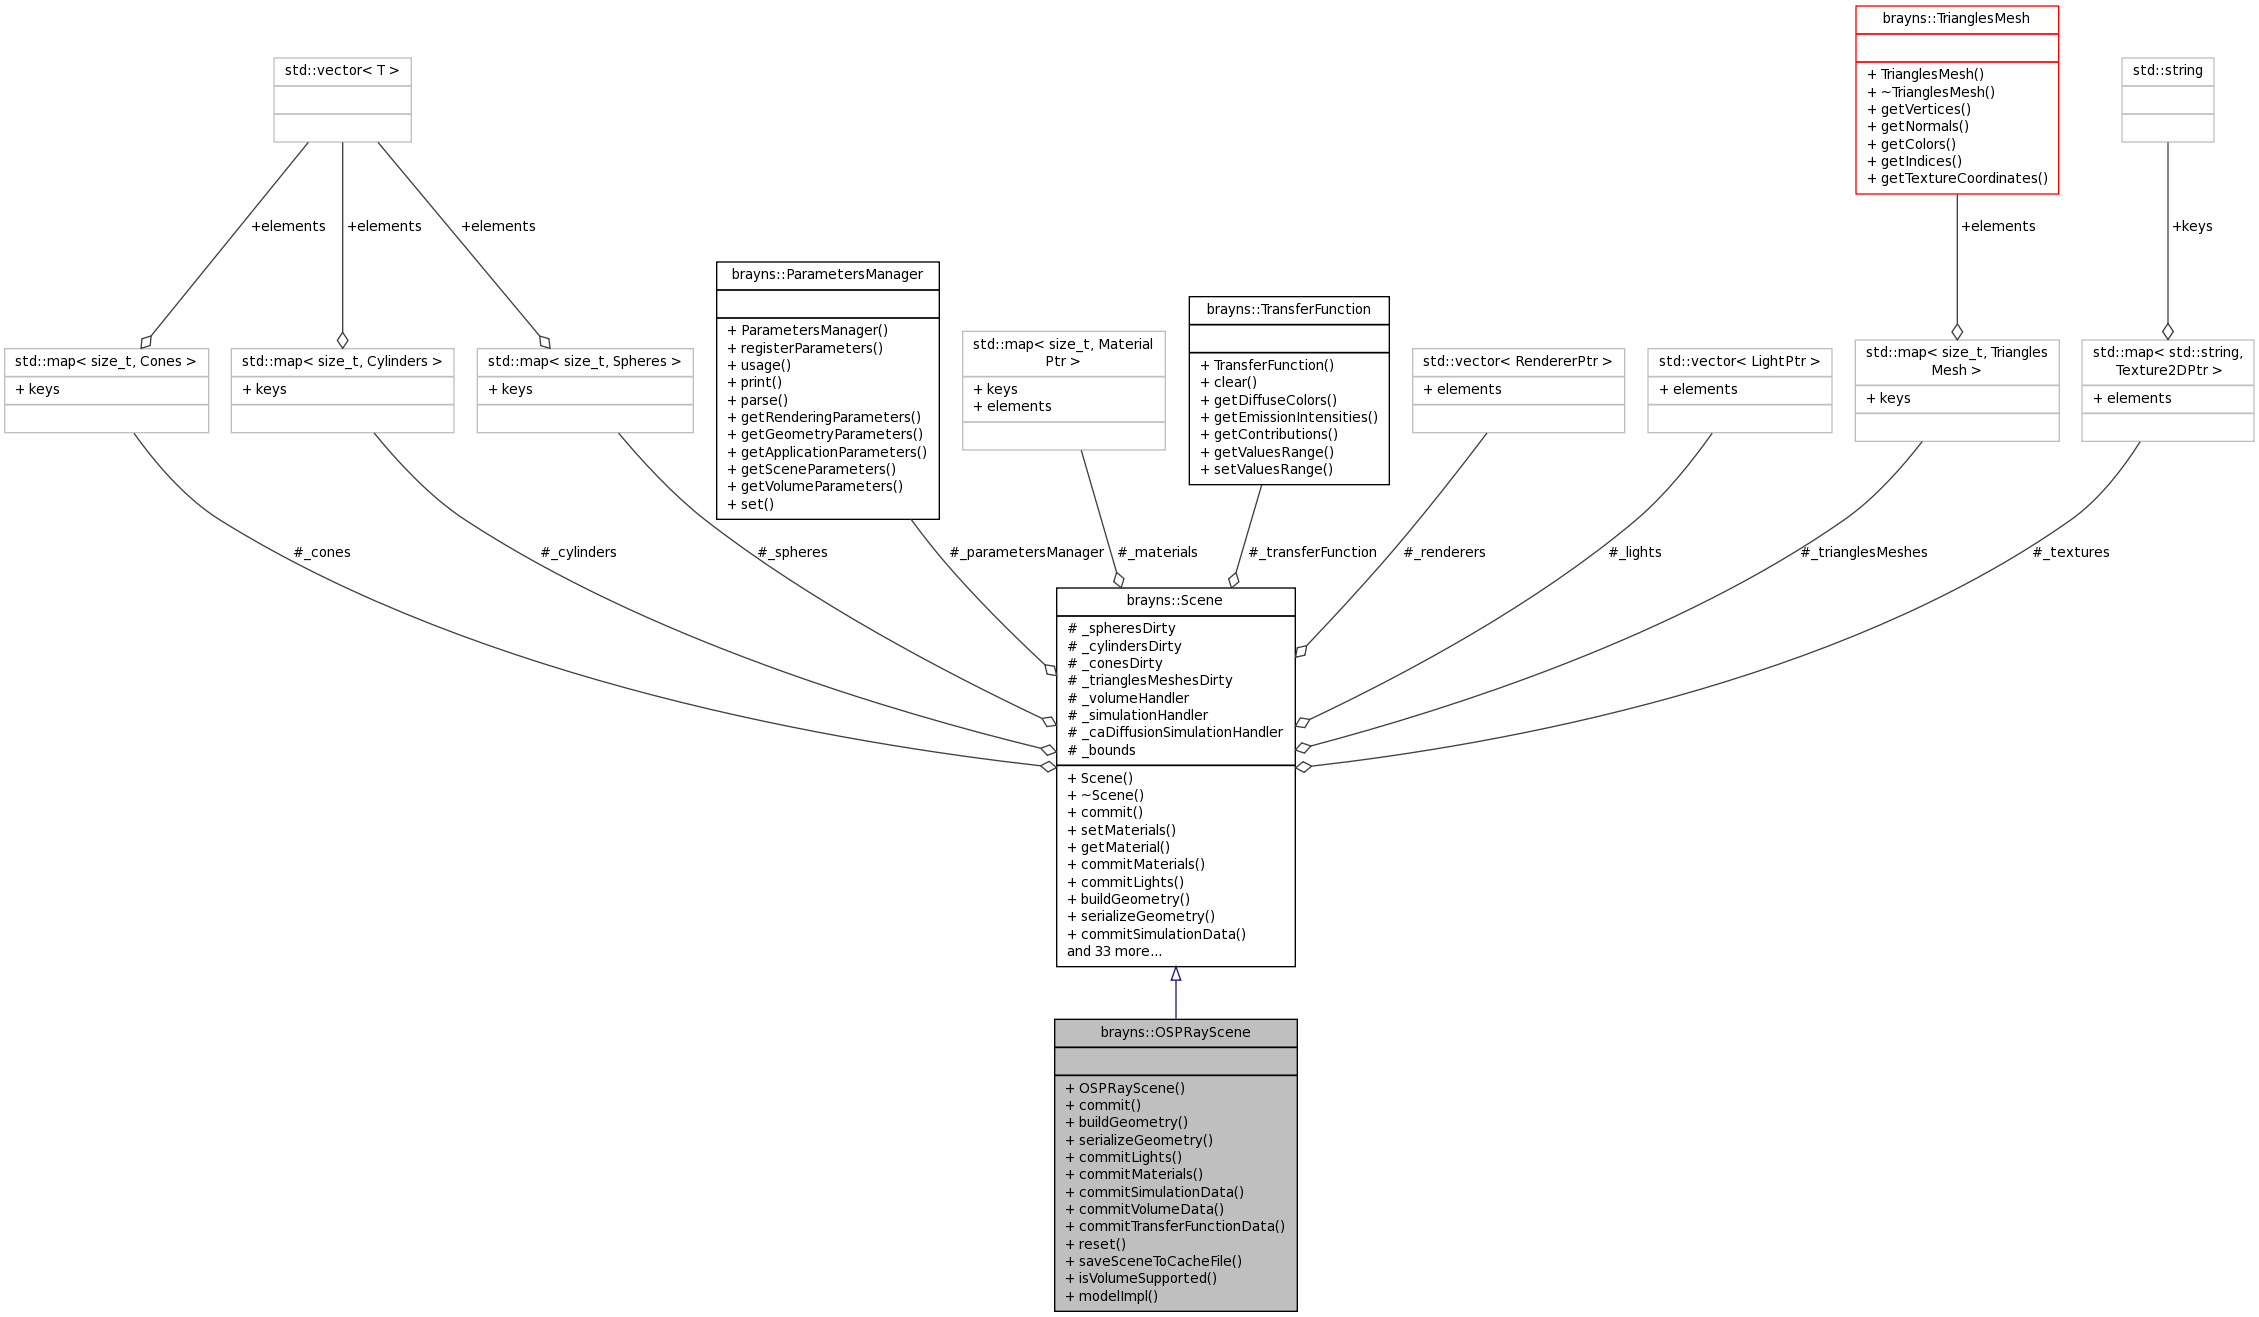 brayns::TrianglesMesh
+ TrianglesMesh()
+ ~TrianglesMesh()
+ getVertices()
+ getNormals()
+ getColors()
+ getIndices()
+ getTextureCoordinates()
std::vector< T >
std::string
+elements
+elements
+elements
+elements
+keys
brayns::ParametersManager
+ ParametersManager()
+ registerParameters()
+ usage()
+ print()
+ parse()
+ getRenderingParameters()
+ getGeometryParameters()
+ getApplicationParameters()
+ getSceneParameters()
+ getVolumeParameters()
+ set()
brayns::TransferFunction
+ TransferFunction()
+ clear()
+ getDiffuseColors()
+ getEmissionIntensities()
+ getContributions()
+ getValuesRange()
+ setValuesRange()
std::map< size_t, Cones >
+ keys
std::map< size_t, Cylinders >
+ keys
std::map< size_t, Spheres >
+ keys
std::map< size_t, Material
Ptr >
+ keys
+ elements
std::vector< RendererPtr >
+ elements
std::vector< LightPtr >
+ elements
std::map< size_t, Triangles
Mesh >
+ keys
std::map< std::string,
Texture2DPtr >
+ elements
#_cones
#_cylinders
#_spheres
#_parametersManager
#_materials
#_transferFunction
#_renderers
#_lights
#_trianglesMeshes
#_textures
brayns::Scene
# _spheresDirty
# _cylindersDirty
# _conesDirty
# _trianglesMeshesDirty
# _volumeHandler
# _simulationHandler
# _caDiffusionSimulationHandler
# _bounds
+ Scene()
+ ~Scene()
+ commit()
+ setMaterials()
+ getMaterial()
+ commitMaterials()
+ commitLights()
+ buildGeometry()
+ serializeGeometry()
+ commitSimulationData()
and 33 more...
brayns::OSPRayScene
+ OSPRayScene()
+ commit()
+ buildGeometry()
+ serializeGeometry()
+ commitLights()
+ commitMaterials()
+ commitSimulationData()
+ commitVolumeData()
+ commitTransferFunctionData()
+ reset()
+ saveSceneToCacheFile()
+ isVolumeSupported()
+ modelImpl()